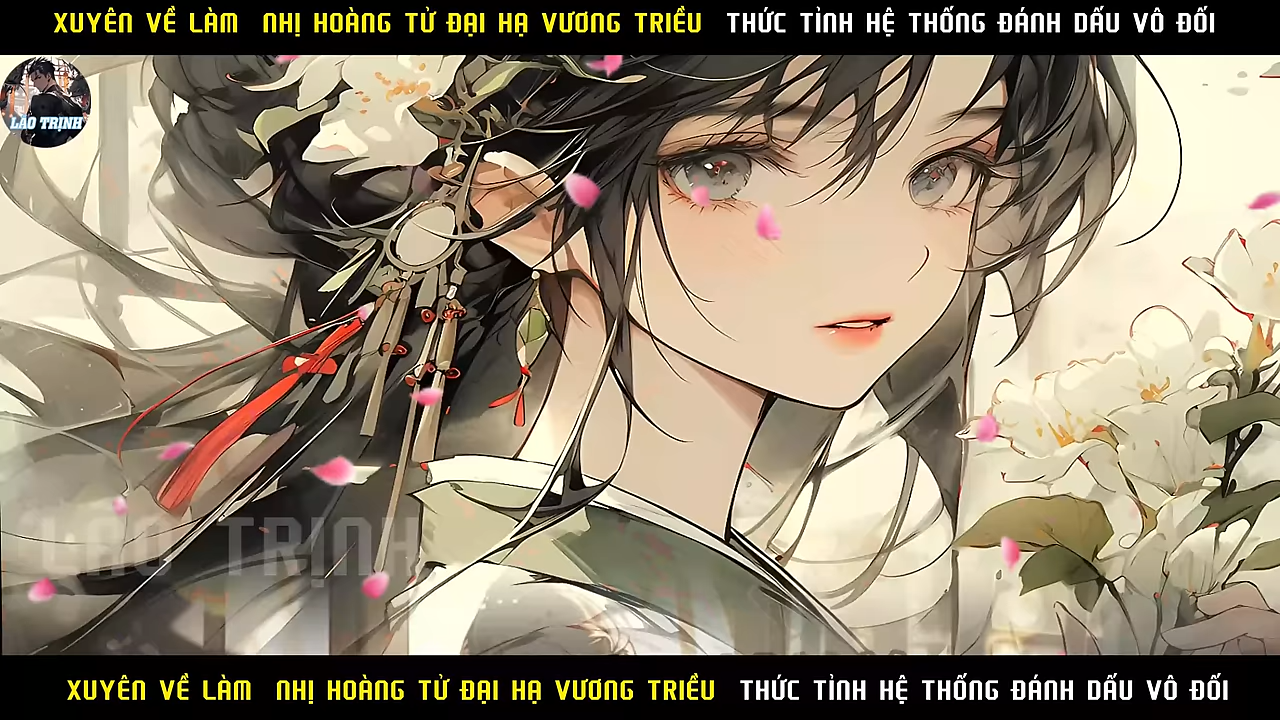 XUYÊN VỀ LÀM NHỊ HOÀNG TỬ ĐẠI HẠ VƯƠNG TRIỀU THỨC TỈNH HỆ THỐNG ĐÁNH DẤU VÔ ĐỐI
LÃO TRỊNH
LAO TRỊNH
XUYÊN VỀ LÀM NHỊ HOÀNG TỬ ĐẠI HẠ VƯƠNG TRIỀU THỨC TỈNH HỆ THỐNG ĐÁNH DẤU VÔ ĐỐI